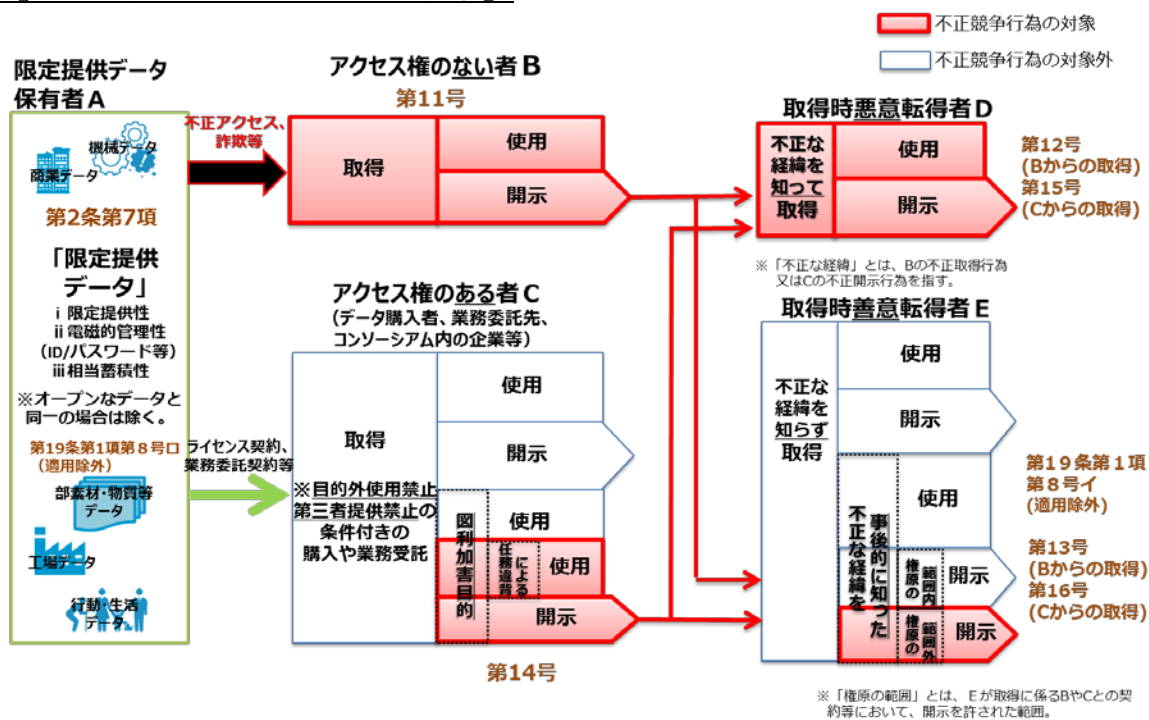 不正競争行為の対象
不正競争行為の対象外
限定提供データ
保有者A
機械データ
商業データ
第2条第7項
「限定提供
データ」
ⅰ 限定提供性
ⅱ 電磁的管理性
（ID/パスワード等）
ⅲ 相当蓄積性
※オープンなデータと
同一の場合は除く。
第19条第1項第8号ロ
（適用除外）
部素材・物質等
データ
工場データ
行動・生活
データ
不正アクセス、
詐欺等
ライセンス契約、
業務委託契約等
アクセス権のない者B
第11号
取得
使用
開示
アクセス権のある者C
（データ購入者、業務委託先、
コンソーシアム内の企業等）
取得
※目的外使用禁止
第三者提供禁止の
条件付きの
購入や業務受託
使用
開示
図利加害目的
使用
任務違背
による
使用
開示
第14号
取得時悪意転得者D
不正な
経緯を
知って
取得
使用
開示
第12号
(Bからの取得)
第15号
(Cからの取得)
※「不正な経緯」とは、Bの不正取得行為
又はCの不正開示行為を指す。
取得時善意転得者E
不正な
経緯を
知らず
取得
使用
開示
不正な経緯を
事後的に知った
使用
権原の
範囲内
開示
権原の
範囲外
開示
第19条第1項
第8号イ
(適用除外)
第13号
(Bからの取得)
第16号
(Cからの取得)
※「権原の範囲」とは、Eが取得に係るBやCとの契
約等において、開示を許された範囲。